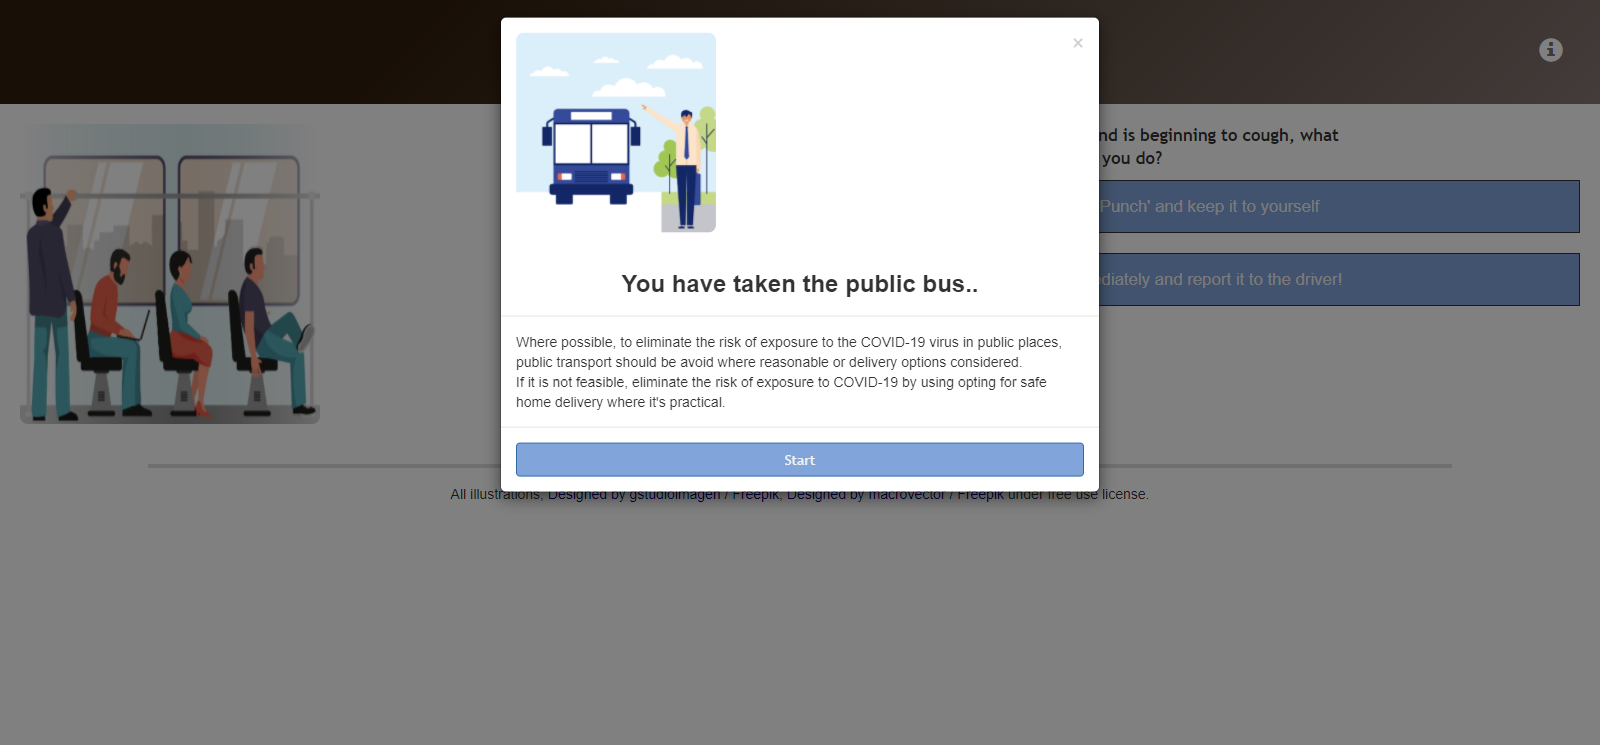 You have taken the public bus..
Where possible, to eliminate the risk of exposure to the COVID-19 virus in public places,
public transport should be avoid where reasonable or delivery options considered.
If it is not feasible, eliminate the risk of exposure to COVID-19 by using opting for safe
home delivery where it's practical.
Start
is beginning to cough, what
you do?
Punch' and keep it to yourself
and report it to the driver!
All illustrations, Designed by gstudioimagen / Freepik, Designed by macrovector / Freepik under free use license.